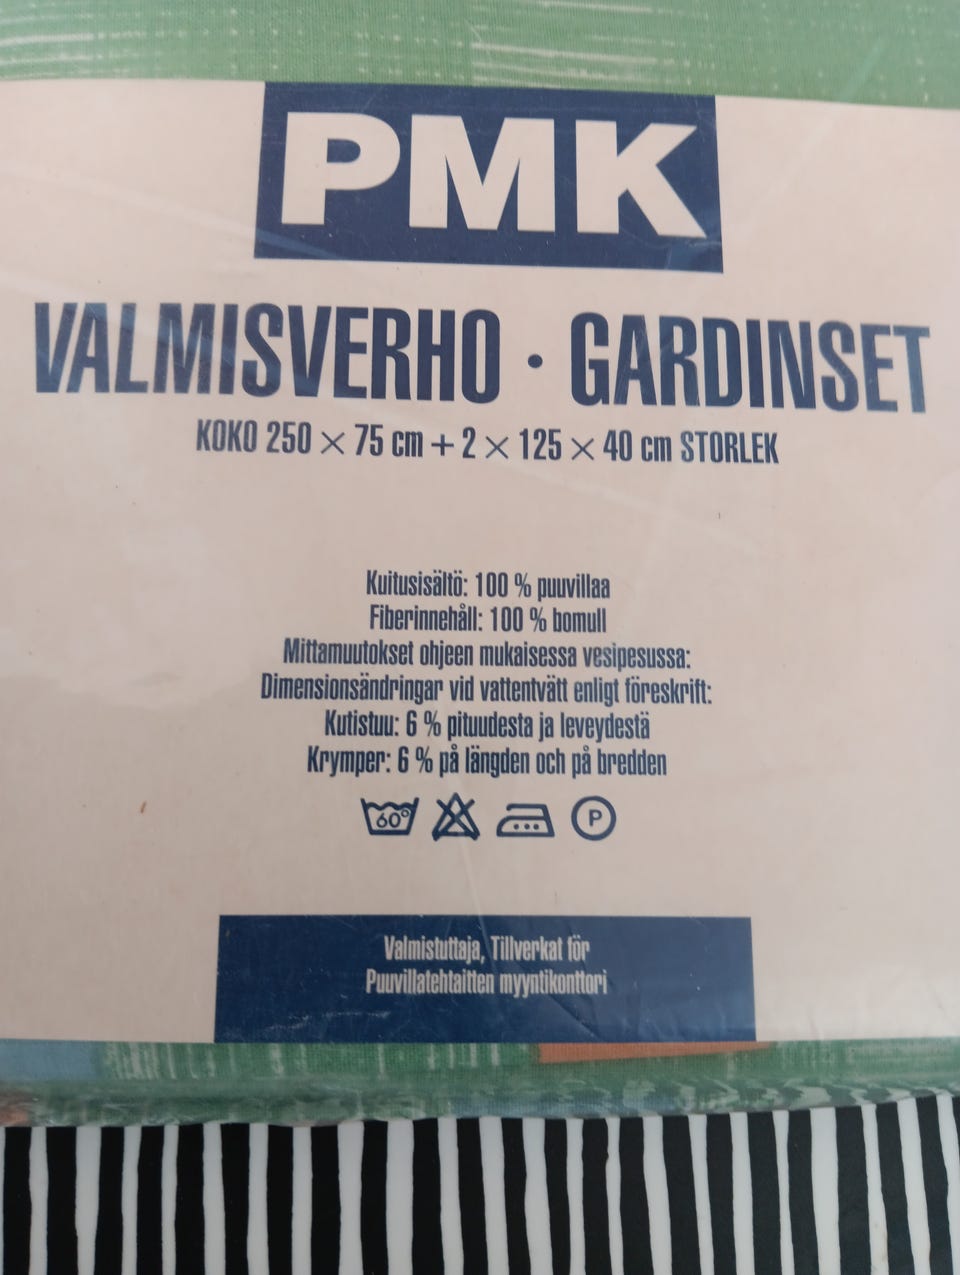 PMK
VALMISVERHO · GARDINSET
KOKO 250 × 75 cm + 2 × 125 × 40 cm STORLEK
Kuitusisältö: 100 % puuvillaa
Fiberinnehåll: 100 % bomull
Mittamuutokset ohjeen mukaisessa vesipesussa:
Dimensionsändringar vid vattentvätt enligt föreskrift:
Kutistuu: 6 % pituudesta ja leveydestä
Krymper: 6 % på längden och på bredden
60° P
Valmistuttaja, Tillverkat för
Puuvillatehtaitten myyntikonttori